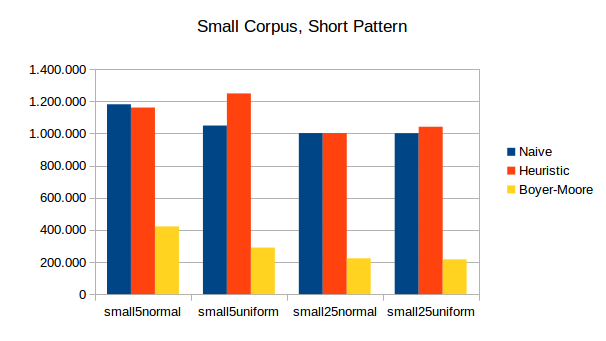 Small Corpus, Short Pattern
1.400.000
1.200.000
1.000.000
800.000
600.000
400.000
200.000
0
small5normal small5uniform small25normal small25uniform
Naive
Heuristic
Boyer-Moore